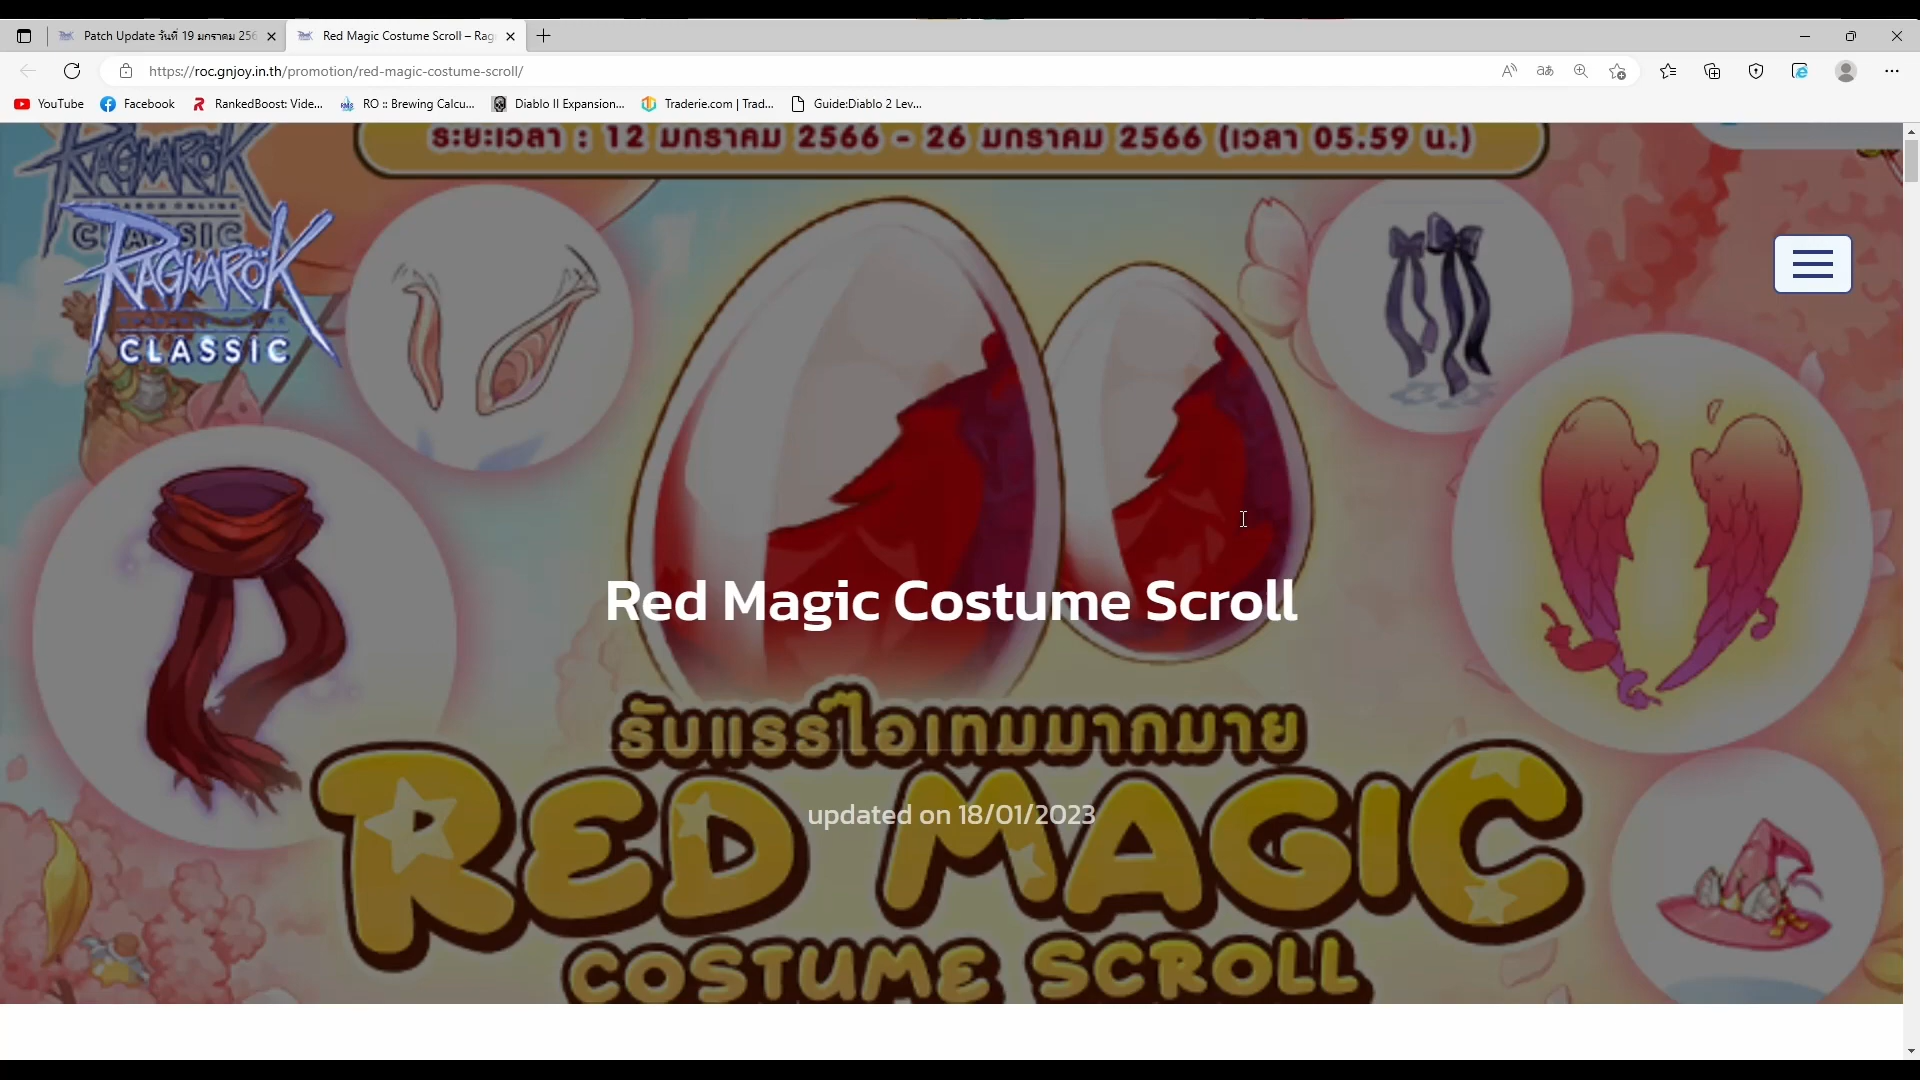 Patch Update วันที่ 19 มกราคม 256
Red Magic Costume Scroll – Rag
https://roc.gnjoy.in.th/promotion/red-magic-costume-scroll/
YouTube
Facebook
RankedBoost: Vide...
RO :: Brewing Calcu...
Diablo II Expansion...
Traderie.com | Trad...
Guide:Diablo 2 Lev...
ระยะเวลา : 12 มกราคม 2566 - 26 มกราคม 2566 (เวลา 05.59 น.)
RAGNARÖK
CLASSIC
RAGNARÖK
CLASSIC
Red Magic Costume Scroll
รับแรร์ไอเทมมากมาย
RED MAGIC
updated on 18/01/2023
COSTUME SCROLL